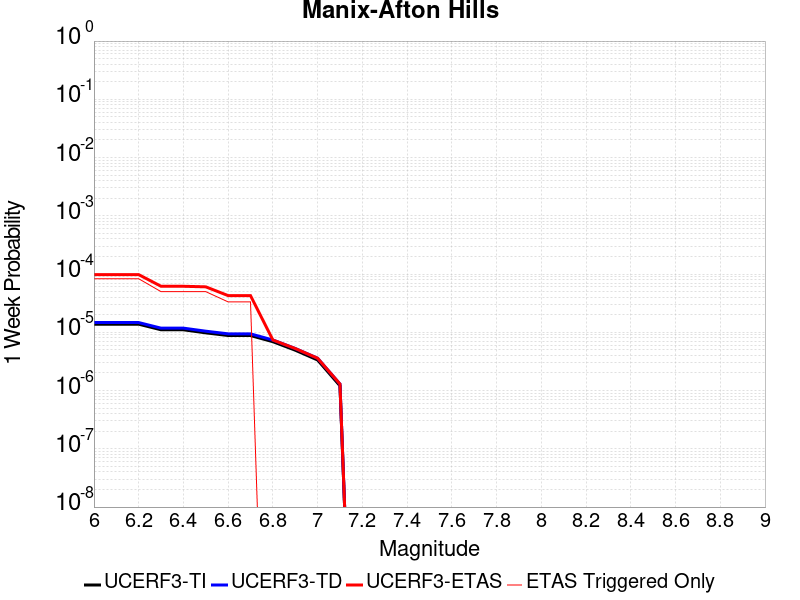 Manix-Afton Hills
1 Week Probability
10^0
10^-1
10^-2
10^-3
10^-4
10^-5
10^-6
10^-7
10^-8
6 6.2 6.4 6.6 6.8 7 7.2 7.4 7.6 7.8 8 8.2 8.4 8.6 8.8 9
Magnitude
UCERF3-TI UCERF3-TD UCERF3-ETAS ETAS Triggered Only